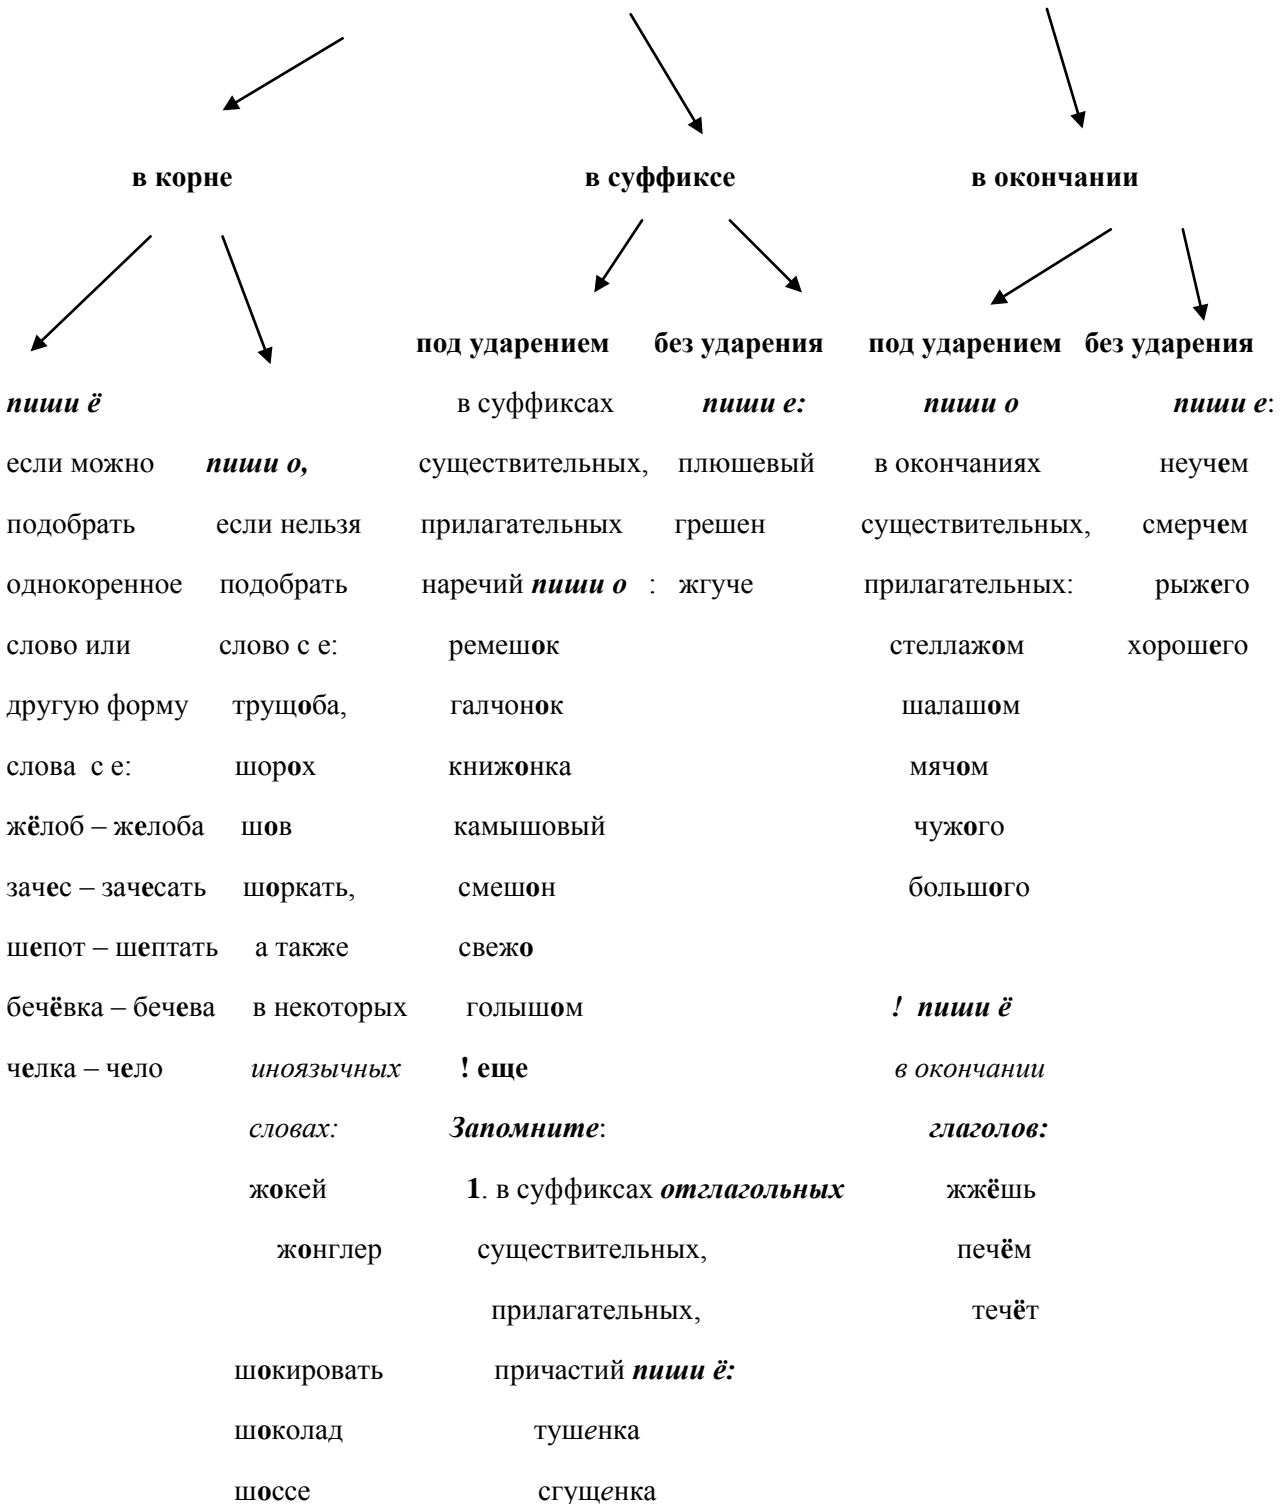 в корне в суффиксе в окончании
под ударением без ударения под ударением без ударения
пиши ё в суффиксах пиши е: пиши о пиши е:
если можно пиши о, существительных, плюшевый в окончаниях неучем
подобрать если нельзя прилагательных грешен существительных, смерчем
однокоренное подобрать наречий пиши о : жгуче прилагательных: рыжего
слово или слово с е: ремешок стеллажом хорошего
другую форму трущоба, галчонок шалашом
слова с е: шорох книжонка мячом
жёлоб – желоба шов камышовый чужого
зачес – зачесать шоркать, смешон большого
шепот – шептать а также свежо
бечёвка – бечева в некоторых голышом ! пиши ё
челка – чело иноязычных ! еще в окончании
словах: Запомните: глаголов:
жокей 1. в суффиксах отглагольных жжёшь
жонглер существительных, печём
прилагательных, течёт
шокировать причастий пиши ё:
шоколад тушенка
шоссе сгущенка